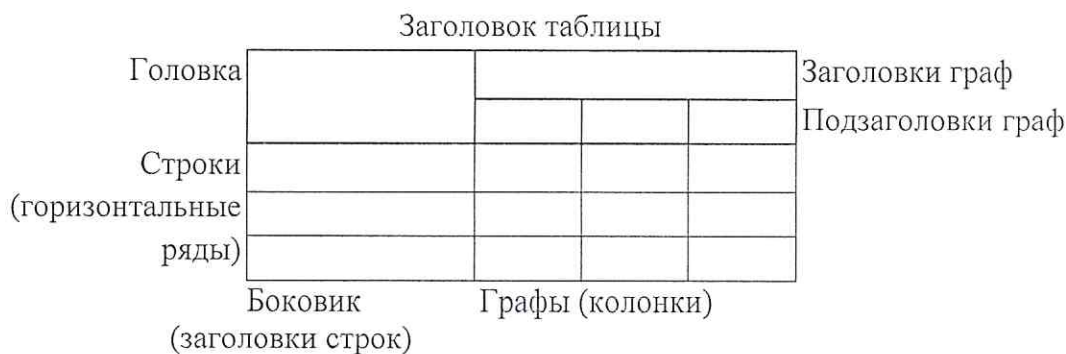 Заголовок таблицы
Головка
Заголовки граф
Подзаголовки граф
Строки
(горизонтальные
ряды)
Боковик
(заголовки строк)
Графы (колонки)